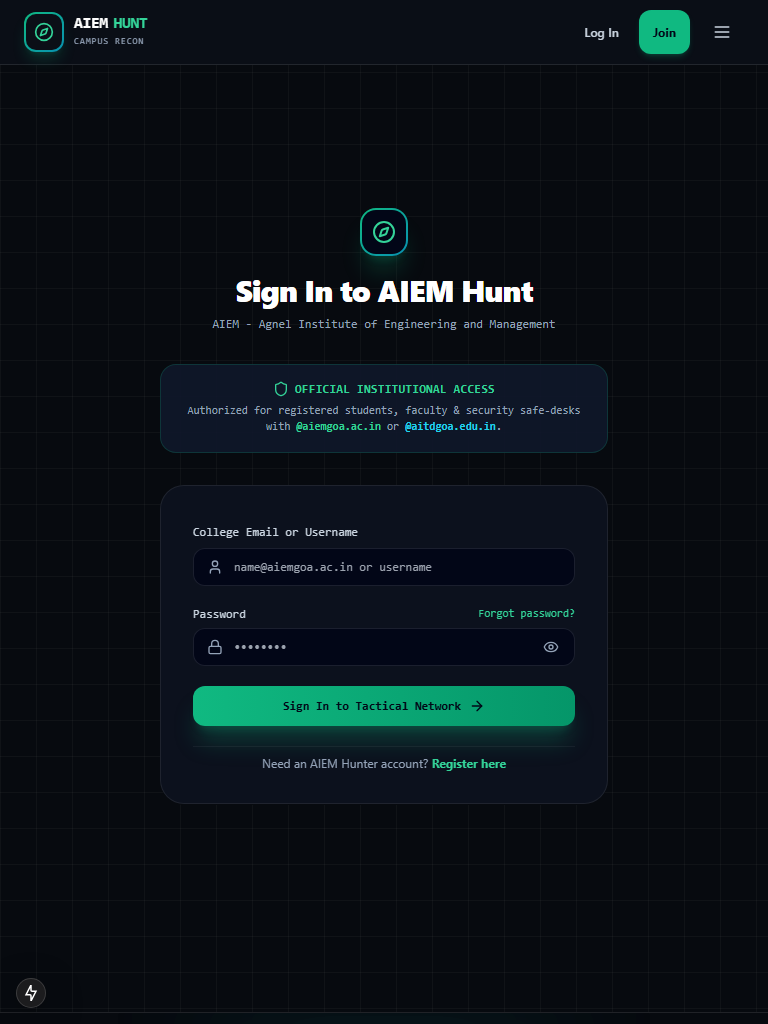 AIEM HUNT
CAMPUS RECON
Log In
Join
Sign In to AIEM Hunt
AIEM - Agnel Institute of Engineering and Management
OFFICIAL INSTITUTIONAL ACCESS
Authorized for registered students, faculty & security safe-desks
with @aiemgoa.ac.in or @aitdgoa.edu.in.
College Email or Username
name@aiemgoa.ac.in or username
Password
Forgot password?
••••••••
Sign In to Tactical Network
Need an AIEM Hunter account? Register here